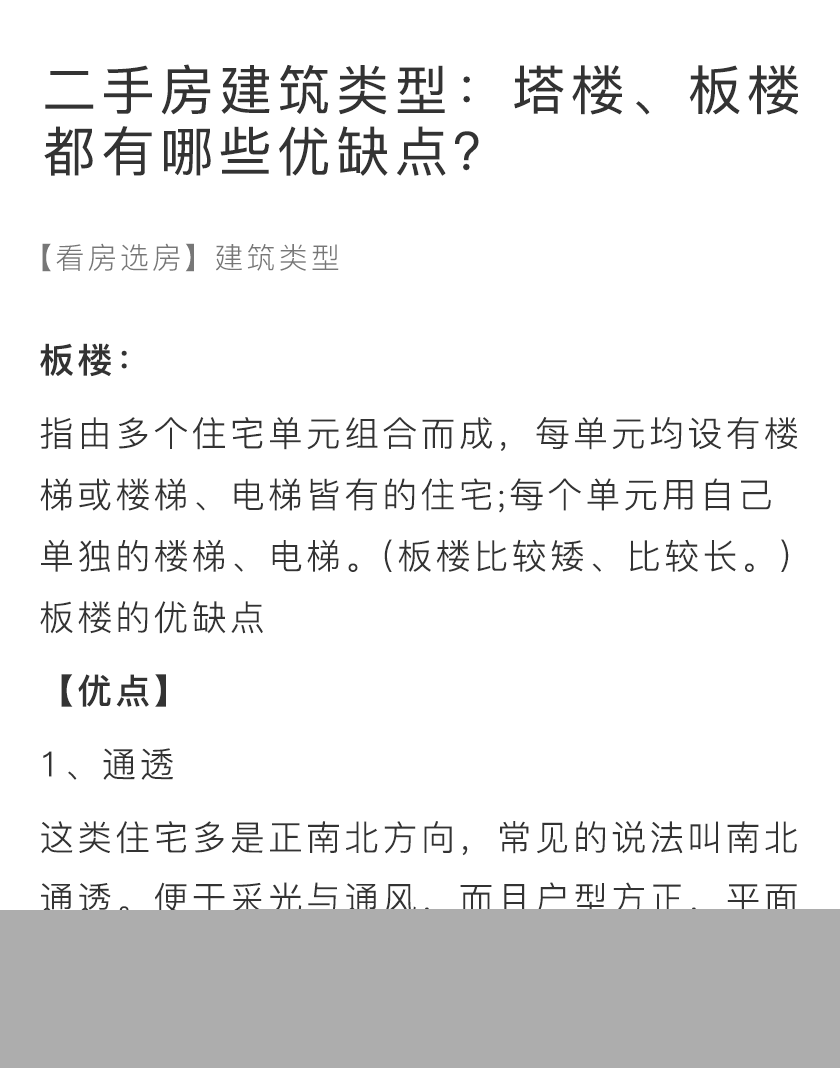 二手房建筑类型：塔楼、板楼
都有哪些优缺点？
【看房选房】建筑类型
板楼：
指由多个住宅单元组合而成，每单元均设有楼
梯或楼梯、电梯皆有的住宅;每个单元用自己
单独的楼梯、电梯。（板楼比较矮、比较长。）
板楼的优缺点
【优点】
1、通透
这类住宅多是正南北方向，常见的说法叫南北
通透。便于采光与通风，而且户型方正，平面